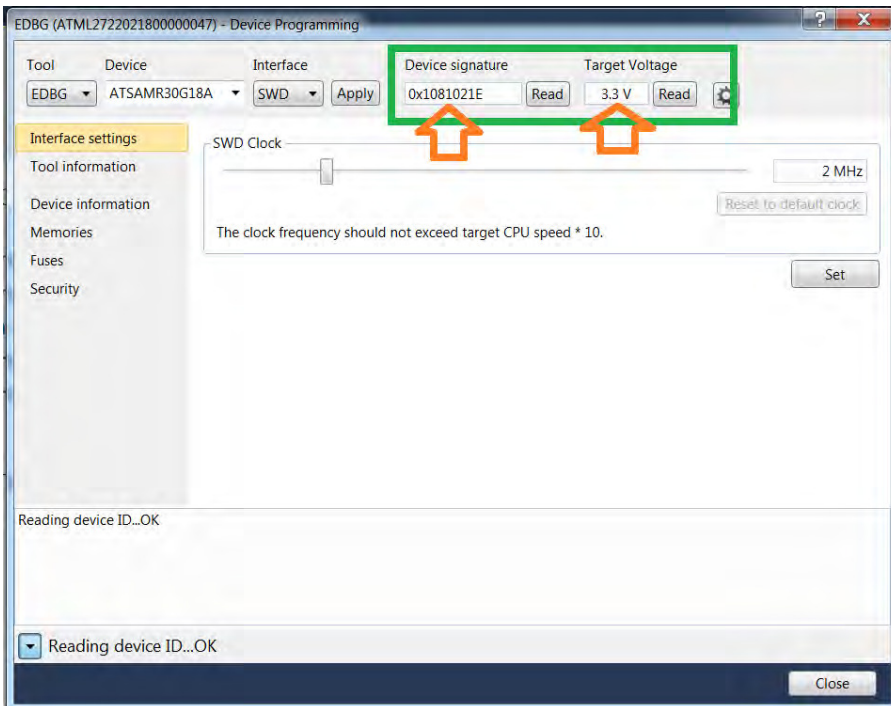 EDBG (ATML2722021800000047) - Device Programming
Tool Device Interface Device signature Target Voltage
EDBG ATSAMR30G18A SWD Apply 0x1081021E Read 3.3 V Read
Interface settings
Tool information
Device information
Memories
Fuses
Security
SWD Clock
2 MHz
Reset to default clock
The clock frequency should not exceed target CPU speed * 10.
Set
Reading device ID...OK
Reading device ID...OK
Close